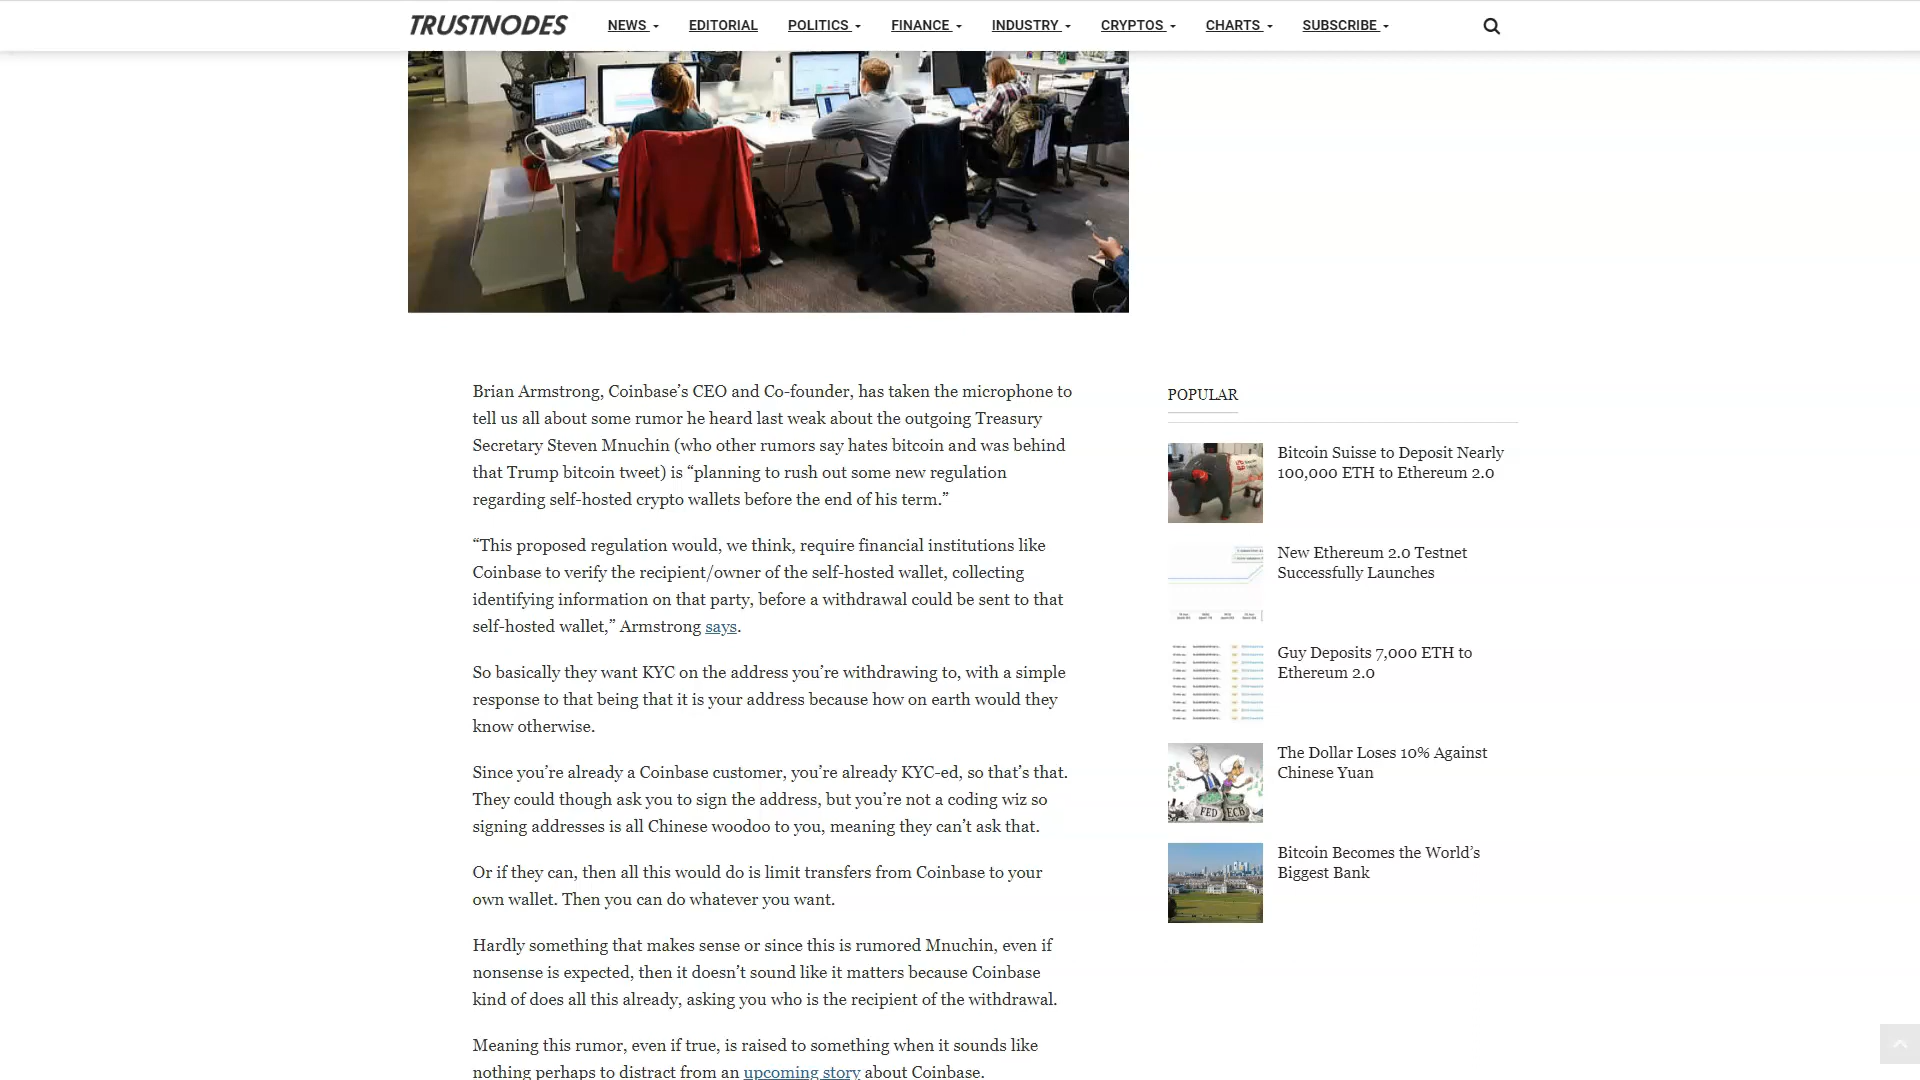 TRUSTNODES
NEWS EDITORIAL POLITICS FINANCE INDUSTRY CRYPTOS CHARTS SUBSCRIBE
Brian Armstrong, Coinbase’s CEO and Co-founder, has taken the microphone to
tell us all about some rumor he heard last weak about the outgoing Treasury
Secretary Steven Mnuchin (who other rumors say hates bitcoin and was behind
that Trump bitcoin tweet) is “planning to rush out some new regulation
regarding self-hosted crypto wallets before the end of his term.”
“This proposed regulation would, we think, require financial institutions like
Coinbase to verify the recipient/owner of the self-hosted wallet, collecting
identifying information on that party, before a withdrawal could be sent to that
self-hosted wallet,” Armstrong says.
So basically they want KYC on the address you’re withdrawing to, with a simple
response to that being that it is your address because how on earth would they
know otherwise.
Since you’re already a Coinbase customer, you’re already KYC-ed, so that’s that.
They could though ask you to sign the address, but you’re not a coding wiz so
signing addresses is all Chinese woodoo to you, meaning they can’t ask that.
Or if they can, then all this would do is limit transfers from Coinbase to your
own wallet. Then you can do whatever you want.
Hardly something that makes sense or since this is rumored Mnuchin, even if
nonsense is expected, then it doesn’t sound like it matters because Coinbase
kind of does all this already, asking you who is the recipient of the withdrawal.
Meaning this rumor, even if true, is raised to something when it sounds like
nothing perhaps to distract from an upcoming story about Coinbase.
POPULAR
Bitcoin Suisse to Deposit Nearly
100,000 ETH to Ethereum 2.0
New Ethereum 2.0 Testnet
Successfully Launches
Guy Deposits 7,000 ETH to
Ethereum 2.0
The Dollar Loses 10% Against
Chinese Yuan
FED ECB
Bitcoin Becomes the World’s
Biggest Bank